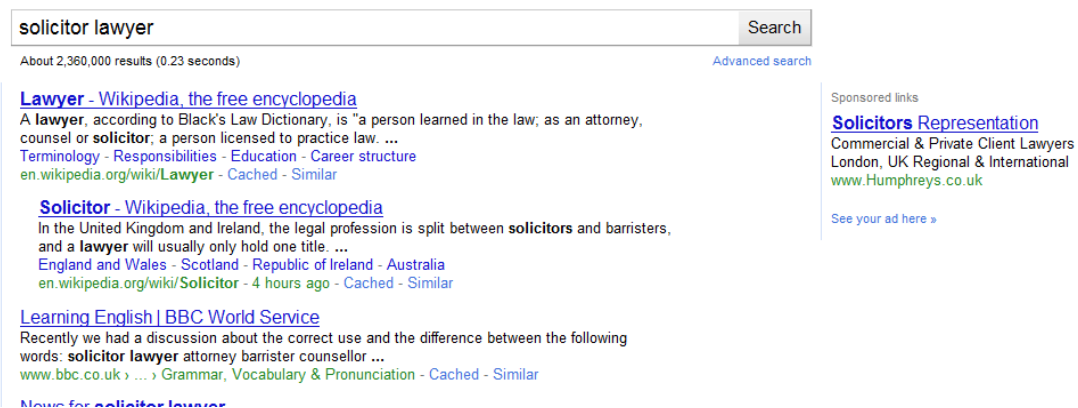 solicitor lawyer
Search
About 2,360,000 results (0.23 seconds)
Advanced search
Lawyer - Wikipedia, the free encyclopedia
A lawyer, according to Black's Law Dictionary, is "a person learned in the law; as an attorney,
counsel or solicitor; a person licensed to practice law. ...
Terminology - Responsibilities - Education - Career structure
en.wikipedia.org/wiki/Lawyer - Cached - Similar
Solicitor - Wikipedia, the free encyclopedia
In the United Kingdom and Ireland, the legal profession is split between solicitors and barristers,
and a lawyer will usually only hold one title. ...
England and Wales - Scotland - Republic of Ireland - Australia
en.wikipedia.org/wiki/Solicitor - 4 hours ago - Cached - Similar
Learning English | BBC World Service
Recently we had a discussion about the correct use and the difference between the following
words: solicitor lawyer attorney barrister counsellor ...
www.bbc.co.uk › ... › Grammar, Vocabulary & Pronunciation - Cached - Similar
News for solicitor lawyer
Sponsored links
Solicitors Representation
Commercial & Private Client Lawyers
London, UK Regional & International
www.Humphreys.co.uk
See your ad here »